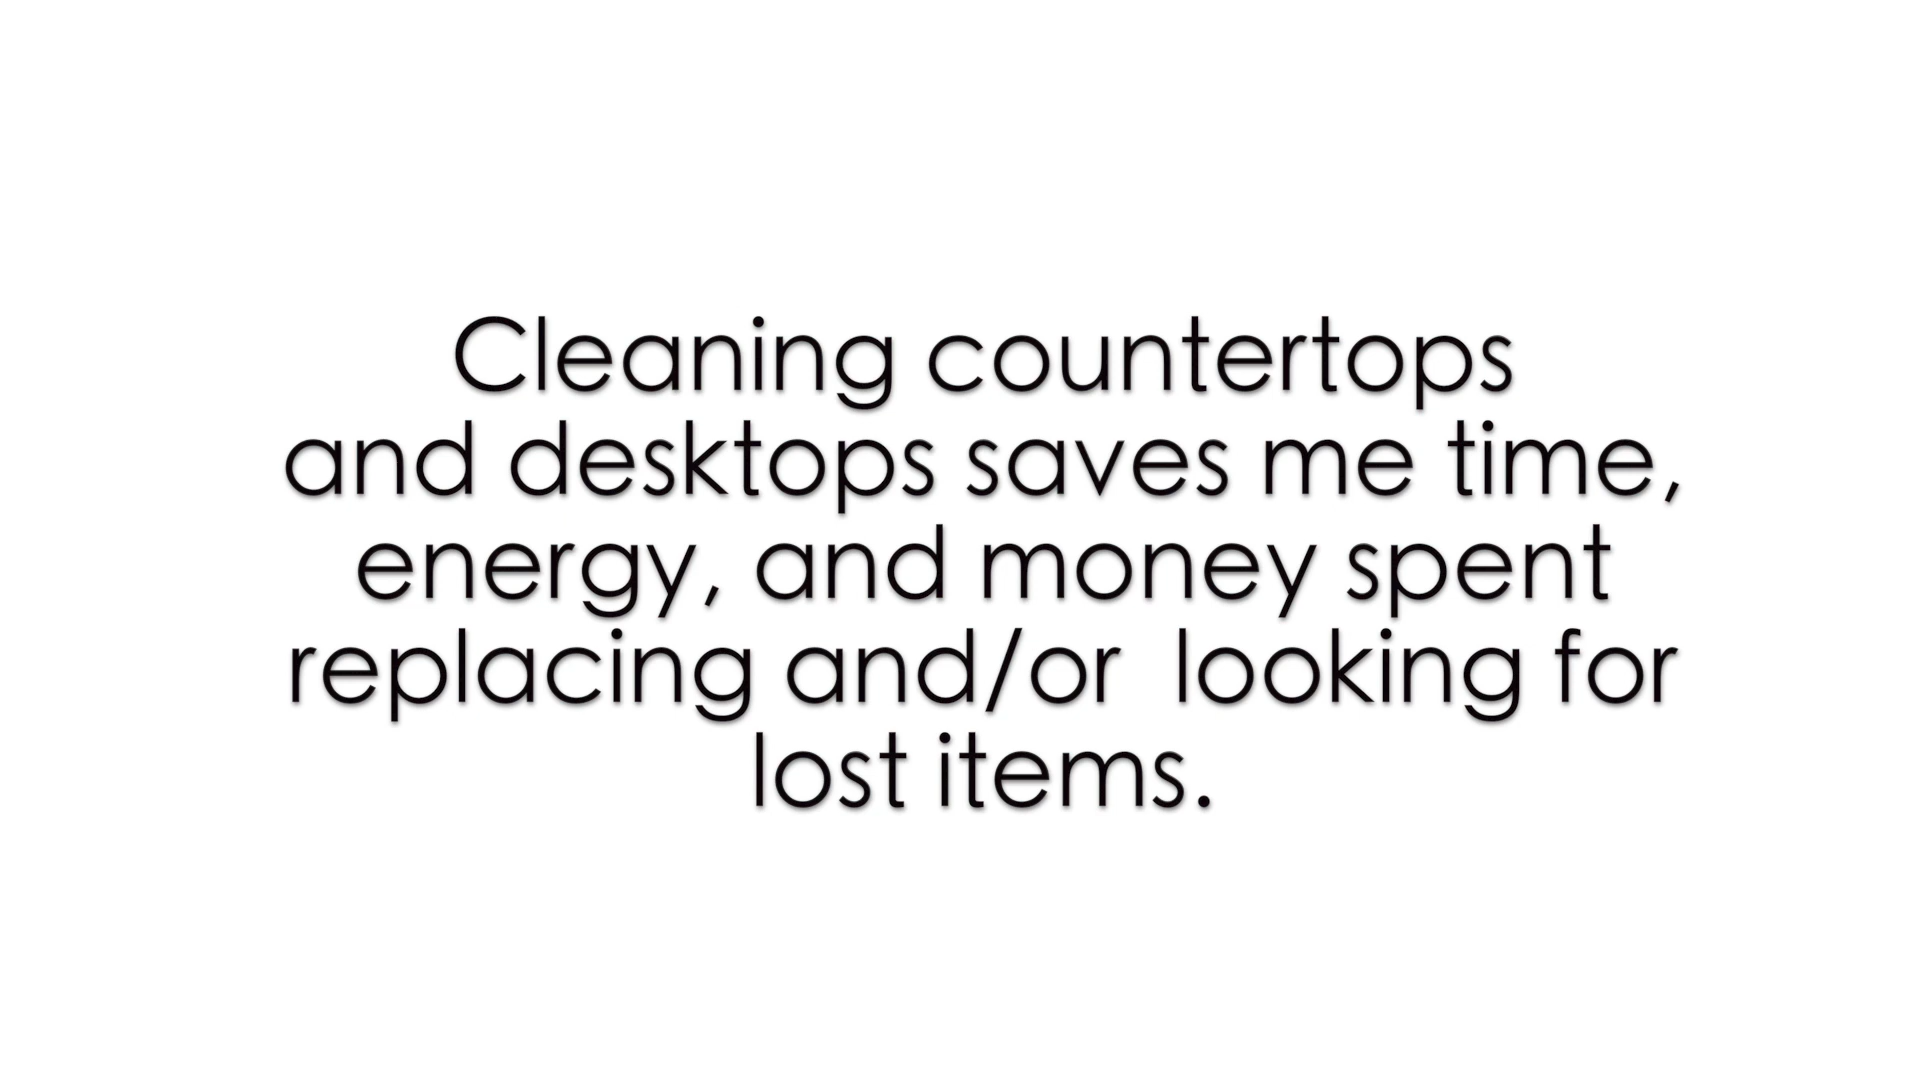 Cleaning countertops
and desktops saves me time,
energy, and money spent
replacing and/or  looking for
lost items.